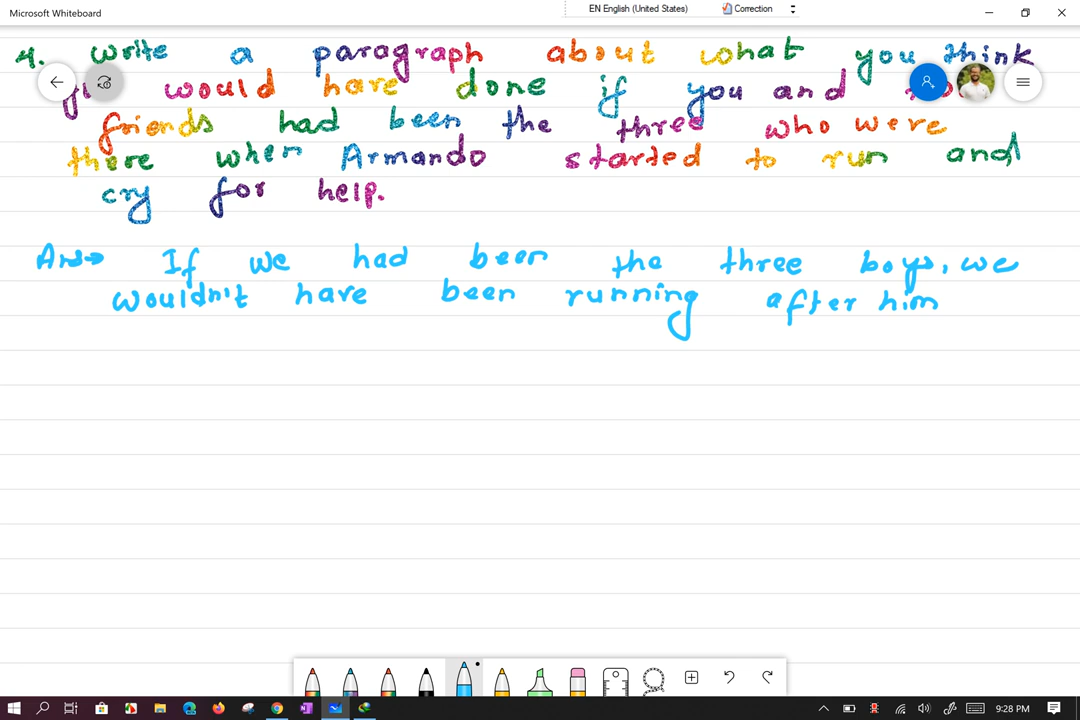 Microsoft Whiteboard
EN English (United States) Correction
4. write a paragraph about what you think
would have done if you and
friends had been the three who were
there when Armando started to run and
cry for help.
Ans→ If we had been the three boys, we
wouldn't have been running after him
9:28 PM